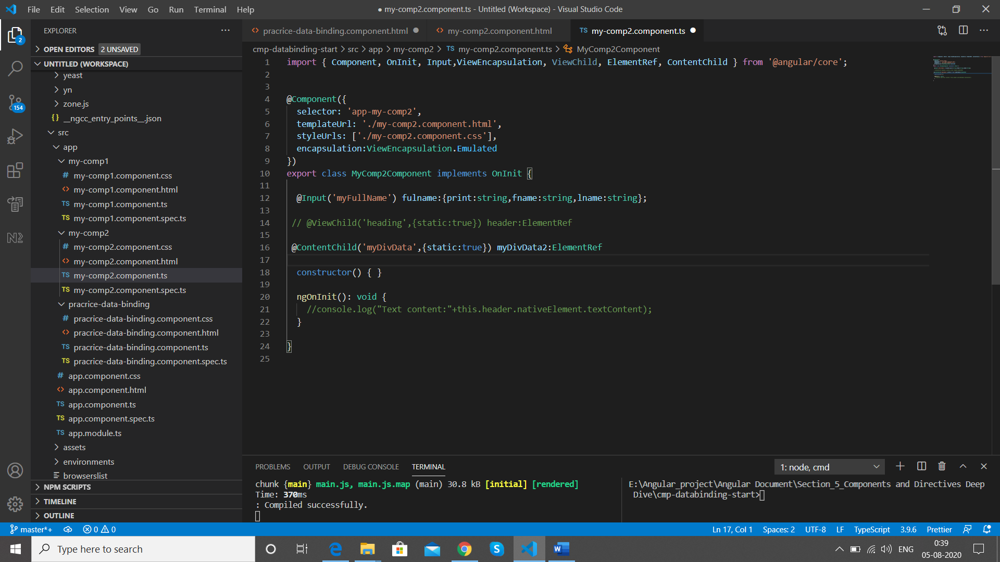 File Edit Selection View Go Run Terminal Help
● my-comp2.component.ts - Untitled (Workspace) - Visual Studio Code
EXPLORER
OPEN EDITORS 2 UNSAVED
UNTITLED (WORKSPACE)
yeast
yn
zone.js
{} __ngcc_entry_points__.json
src
app
my-comp1
# my-comp1.component.css
<> my-comp1.component.html
TS my-comp1.component.ts
TS my-comp1.component.spec.ts
my-comp2
# my-comp2.component.css
<> my-comp2.component.html
TS my-comp2.component.ts
TS my-comp2.component.spec.ts
pracrice-data-binding
# pracrice-data-binding.component.css
<> pracrice-data-binding.component.html
TS pracrice-data-binding.component.ts
TS pracrice-data-binding.component.spec.ts
# app.component.css
<> app.component.html
TS app.component.ts
TS app.component.spec.ts
TS app.module.ts
assets
environments
browserslist
NPM SCRIPTS
TIMELINE
OUTLINE
2
154
<> pracrice-data-binding.component.html ●
<> my-comp2.component.html
TS my-comp2.component.ts ●
cmp-databinding-start > src > app > my-comp2 > TS my-comp2.component.ts > MyComp2Component
1 import { Component, OnInit, Input,ViewEncapsulation, ViewChild, ElementRef, ContentChild } from '@angular/core';
2
3
4 @Component({
5 selector: 'app-my-comp2',
6 templateUrl: './my-comp2.component.html',
7 styleUrls: ['./my-comp2.component.css'],
8 encapsulation:ViewEncapsulation.Emulated
9 })
10 export class MyComp2Component implements OnInit {
11
12 @Input('myFullName') fulname:{print:string,fname:string,lname:string};
13
14 // @ViewChild('heading',{static:true}) header:ElementRef
15
16 @ContentChild('myDivData',{static:true}) myDivData2:ElementRef
17
18 constructor() { }
19
20 ngOnInit(): void {
21 //console.log("Text content:"+this.header.nativeElement.textContent);
22 }
23
24 }
25
PROBLEMS OUTPUT DEBUG CONSOLE TERMINAL
1: node, cmd
chunk {main} main.js, main.js.map (main) 30.8 kB [initial] [rendered]
Time: 370ms
: Compiled successfully.
E:\Angular_project\Angular Document\Section_5_Components and Directives Deep
Dive\cmp-databinding-start>
master*+ 0 0
Ln 17, Col 1 Spaces: 2 UTF-8 LF TypeScript 3.9.6 Prettier
Type here to search
ENG
0:39
05-08-2020